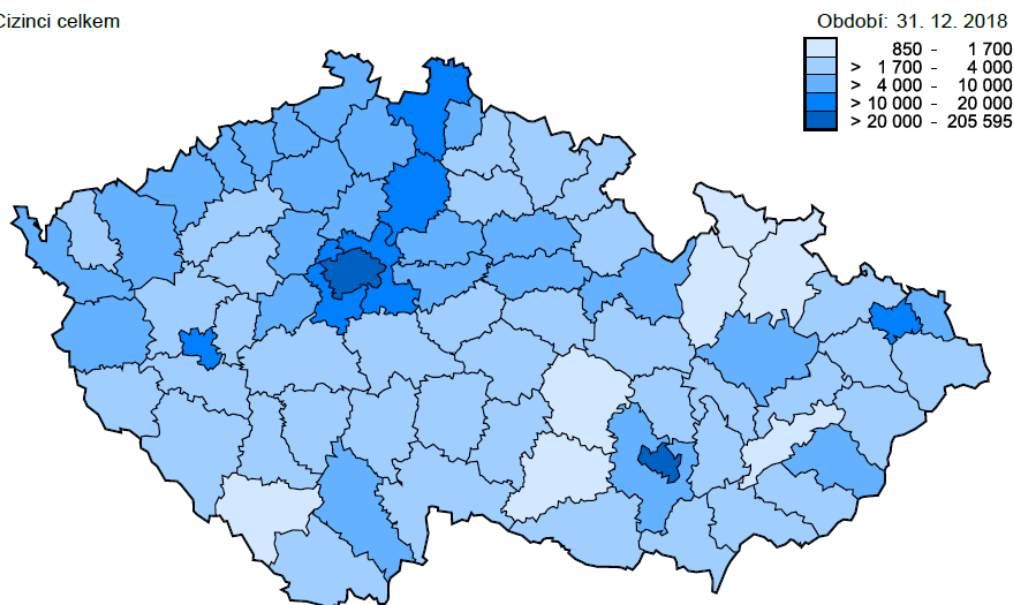 Cizinci celkem
Období: 31. 12. 2018
850 - 1 700
> 1 700 - 4 000
> 4 000 - 10 000
> 10 000 - 20 000
> 20 000 - 205 595